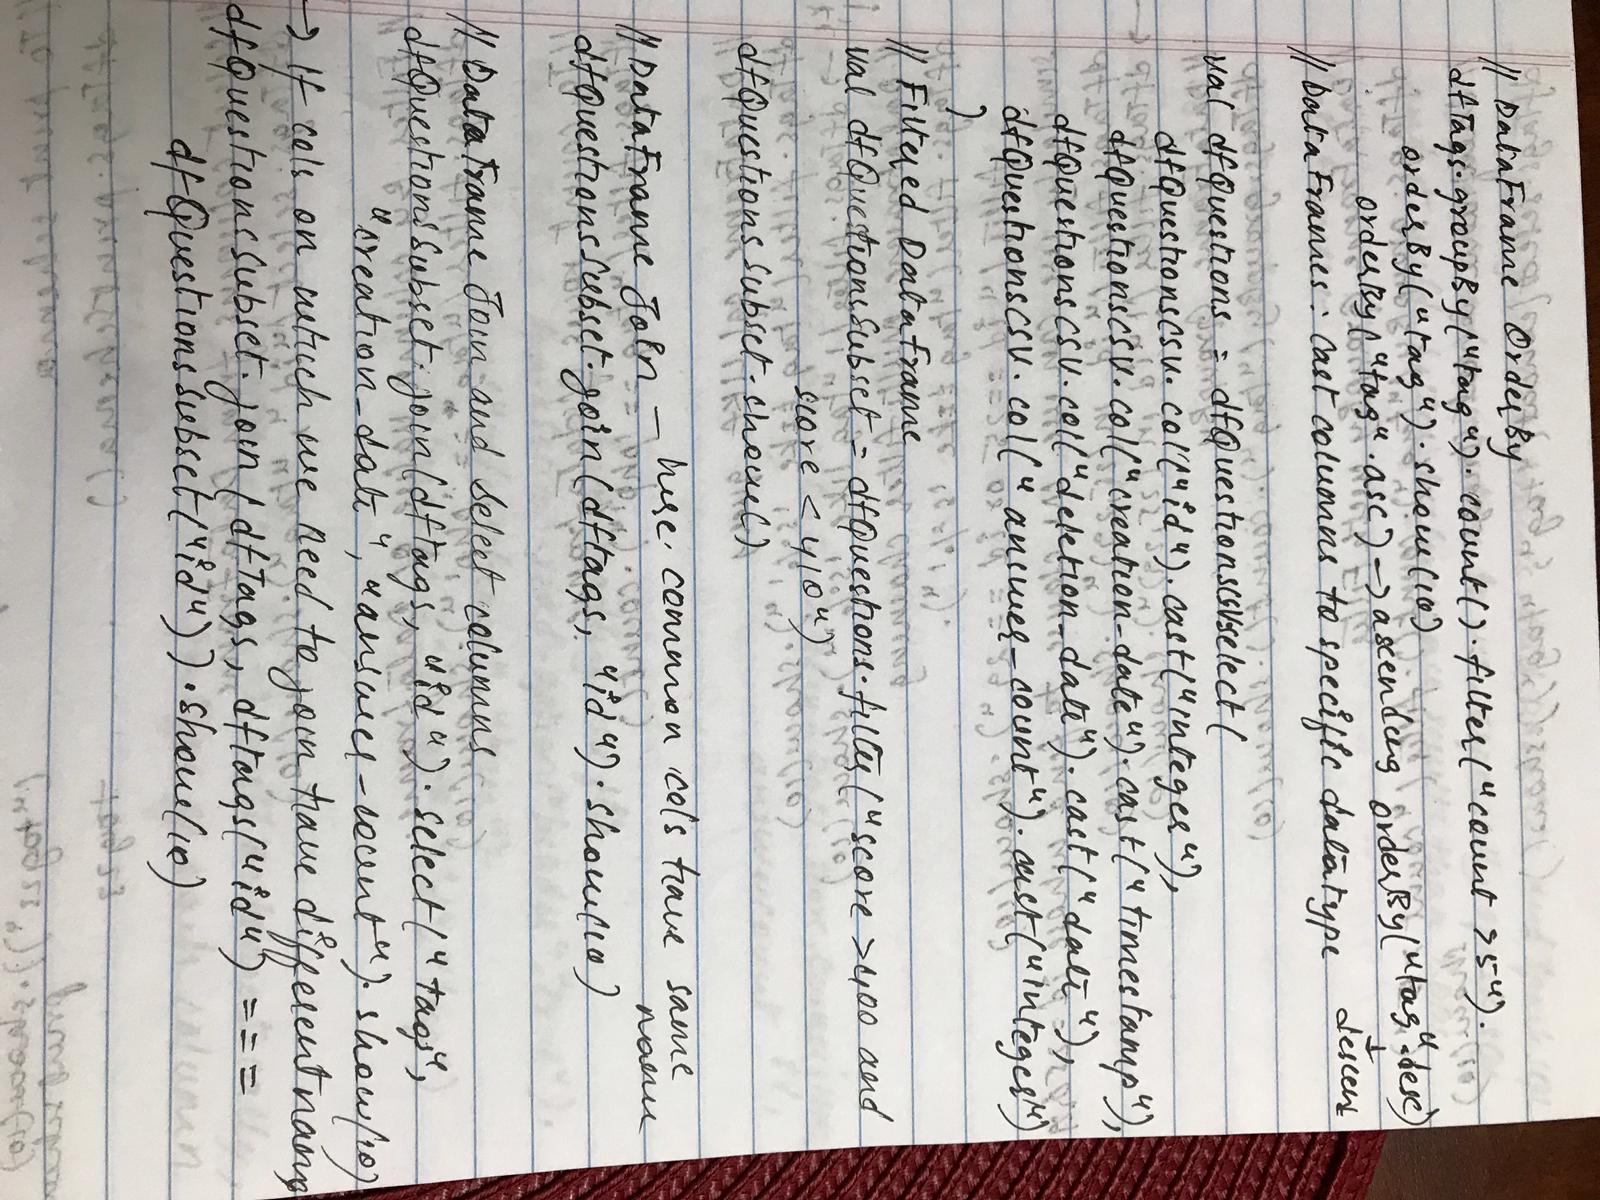 // DataFrame OrderBy
dfTags.groupBy("tag").count().filter("count > 5").
orderBy("tag").show(10)
orderBy("tag".asc) → ascending orderBy("tag".desc)
// DataFrames: cast columns to specific datatype descen
val dfQuestions = dfQuestionsCSV.select(
dfQuestionsCSV.col("id").cast("integer"),
dfQuestionsCSV.col("creation_date").cast("timestamp"),
dfQuestionsCSV.col("deletion_date").cast("date"),
dfQuestionsCSV.col("answer_count").cast("integer")
)
// Filtered DataFrame
val dfQuestionsSubset = dfQuestions.filter("score > 400 and
score < 410")
dfQuestionsSubset.show()
// DataFrame Join — here common cols have same
name
dfQuestionsSubset.join(dfTags, "id").show(10)
// DataFrame Join and select columns
dfQuestionsSubset.join(dfTags, "id").select("tags",
"creation_date", "answer_count").show(10)
→ If cols on which we need to join have different name
dfQuestionsSubset.join(dfTags, dfTags("id") ===
dfQuestionsSubset("id")).show(10)